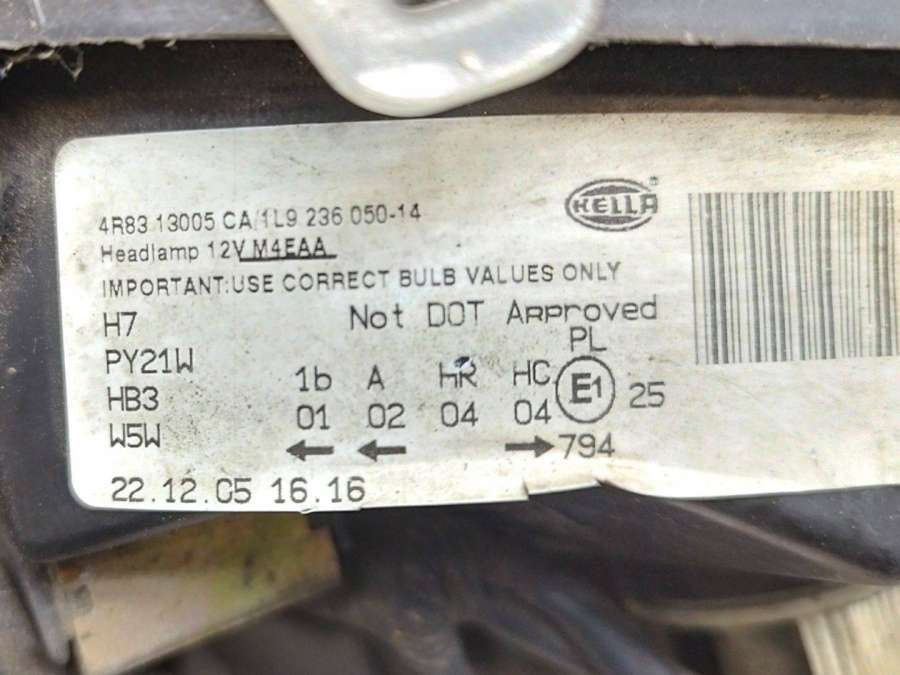 4R83 13005 CA/1L9 236 050-14
HELLA
Headlamp 12V M4EAA
IMPORTANT:USE CORRECT BULB VALUES ONLY
H7 Not DOT Approved
PY21W PL
HB3 1b A HR HC E1 25
W5W 01 02 04 04
← ← → 794
22.12.05 16.16